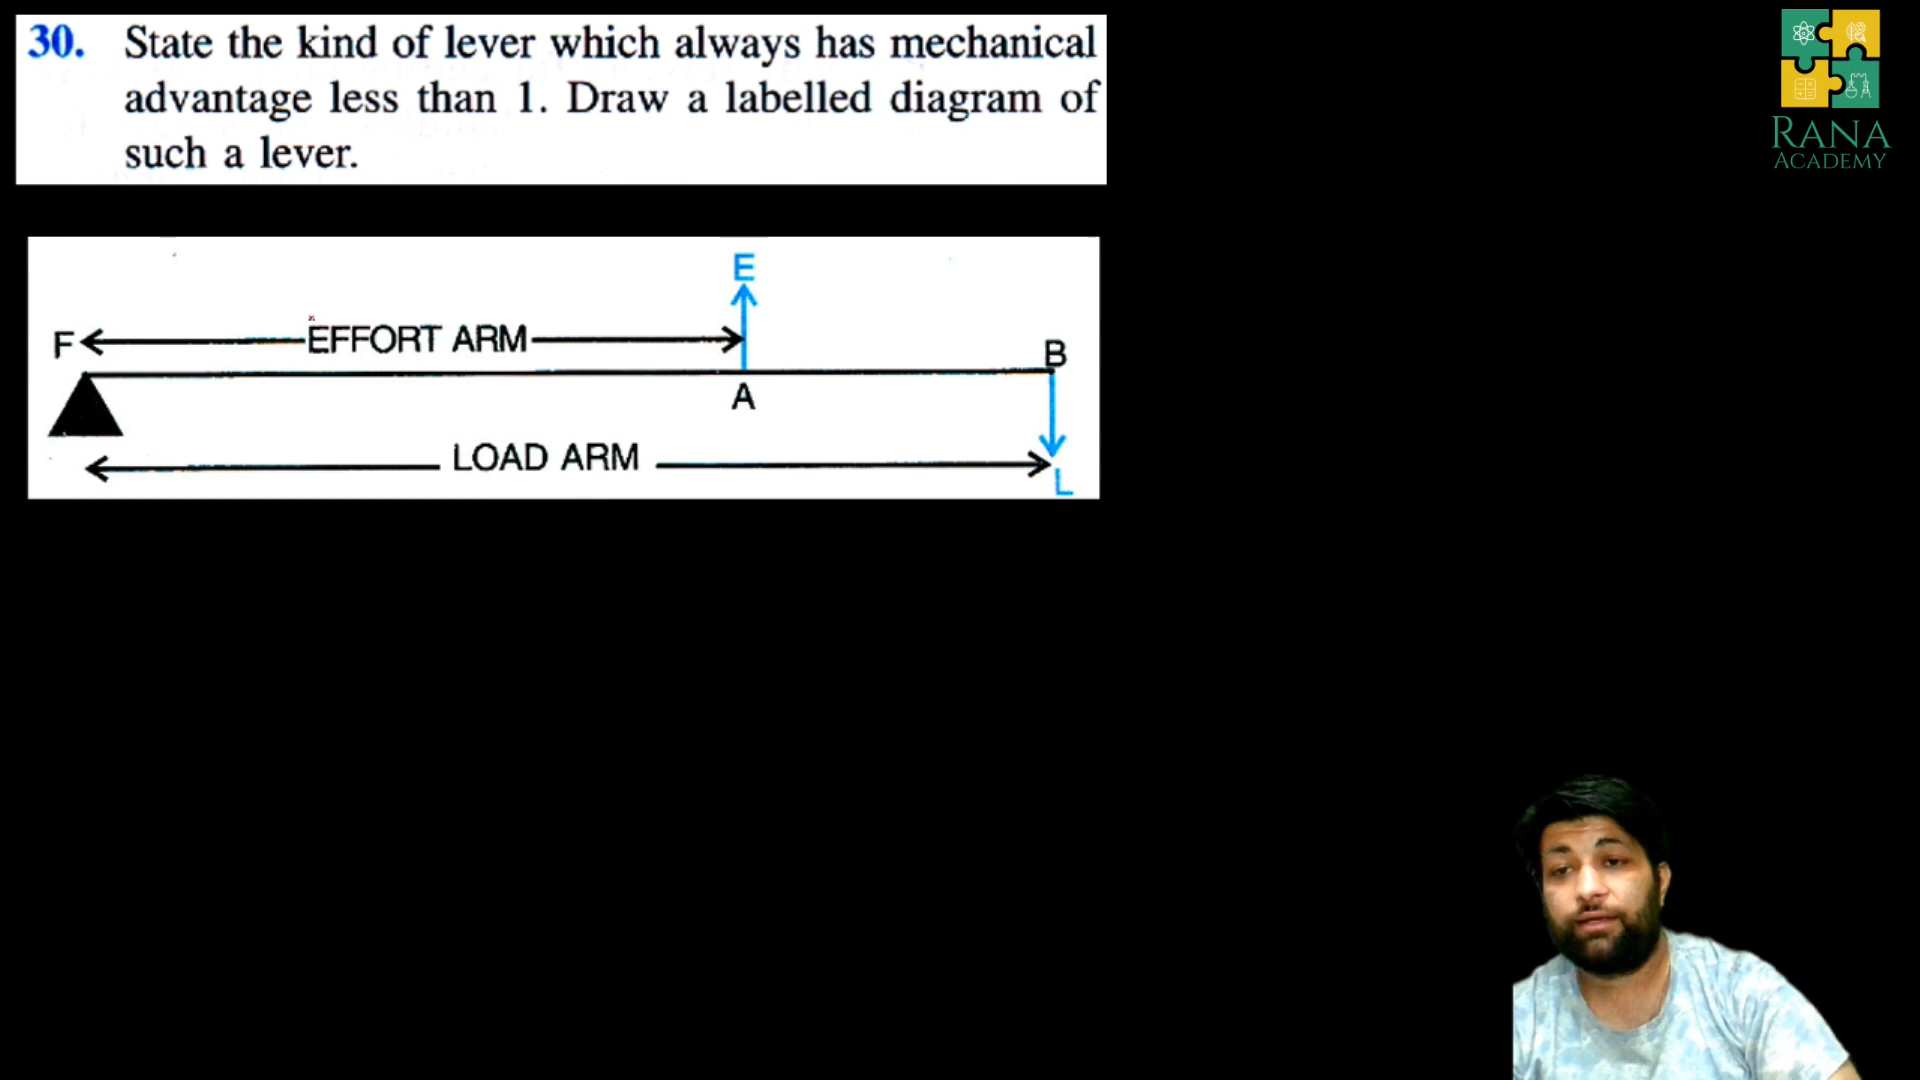 30. State the kind of lever which always has mechanical
advantage less than 1. Draw a labelled diagram of
such a lever.
RANA
ACADEMY
E
F
EFFORT ARM
B
A
LOAD ARM
L